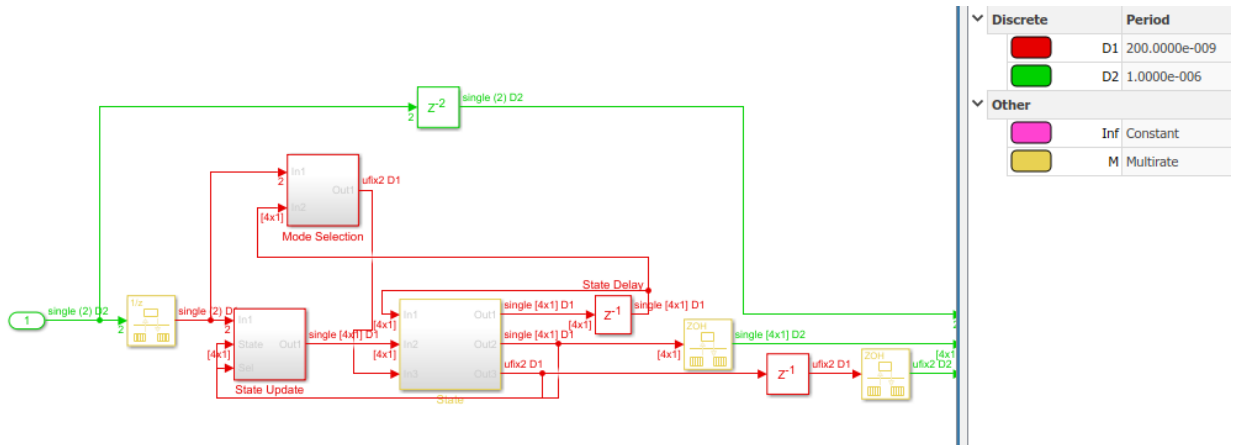 Discrete Period
D1 200.0000e-009
D2 1.0000e-006
Other
Inf Constant
M Multirate
z-2
single (2) D2
2
In1
Out1
In2
2
[4x1]
ufix2 D1
Mode Selection
State Delay
1
single (2) D2
2
1/z
single (2) D1
2
In1
State
Sel
Out1
[4x1]
State Update
single [4x1] D1
[4x1]
[4x1]
In1
In2
In3
Out1
Out2
Out3
State
single [4x1] D1
[4x1]
z-1
single [4x1] D1
single [4x1] D1
[4x1]
ZOH
single [4x1] D2
ufix2 D1
z-1
ufix2 D1
ZOH
ufix2 D2
2
[4x1